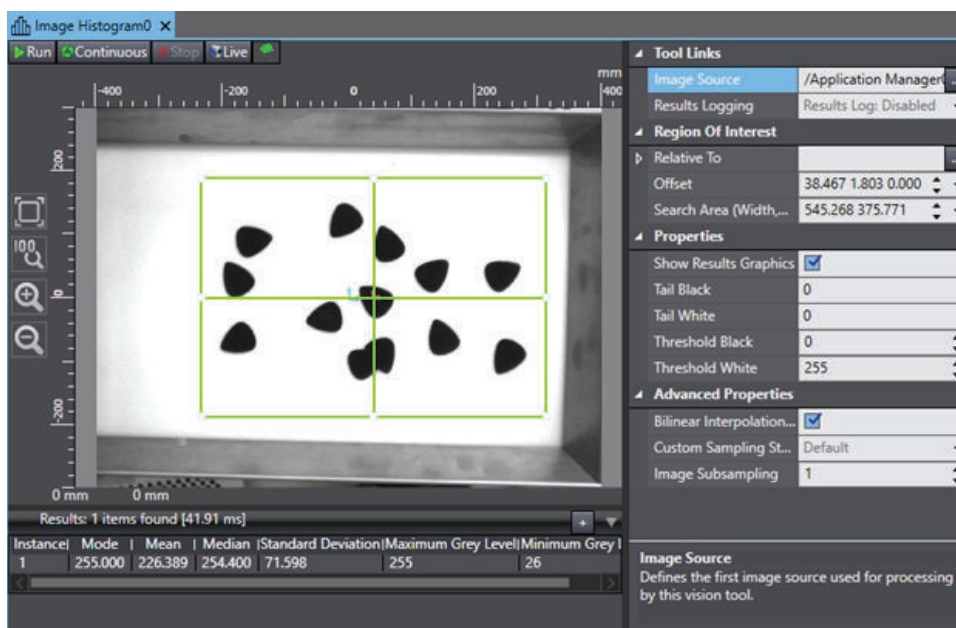 Image Histogram0 ×
Run Continuous Stop Live
mm
-400 -200 0 200 400
200
0
-200
0 mm 0 mm
Results: 1 items found [41.91 ms]
Instance Mode Mean Median Standard Deviation Maximum Grey Level Minimum Grey
1 255.000 226.389 254.400 71.598 255 26
Tool Links
Image Source /Application Manager
Results Logging Results Log: Disabled
Region Of Interest
Relative To ...
Offset 38.467 1.803 0.000
Search Area (Width,... 545.268 375.771
Properties
Show Results Graphics
Tail Black 0
Tail White 0
Threshold Black 0
Threshold White 255
Advanced Properties
Bilinear Interpolation...
Custom Sampling St... Default
Image Subsampling 1
Image Source
Defines the first image source used for processing
by this vision tool.
100